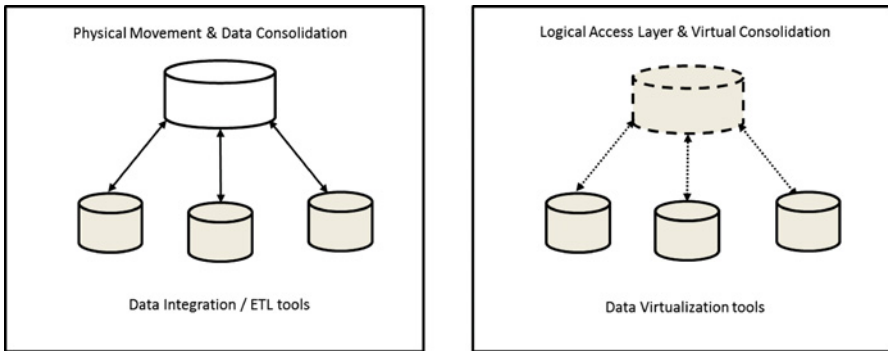 Physical Movement & Data Consolidation
Data Integration / ETL tools
Logical Access Layer & Virtual Consolidation
Data Virtualization tools